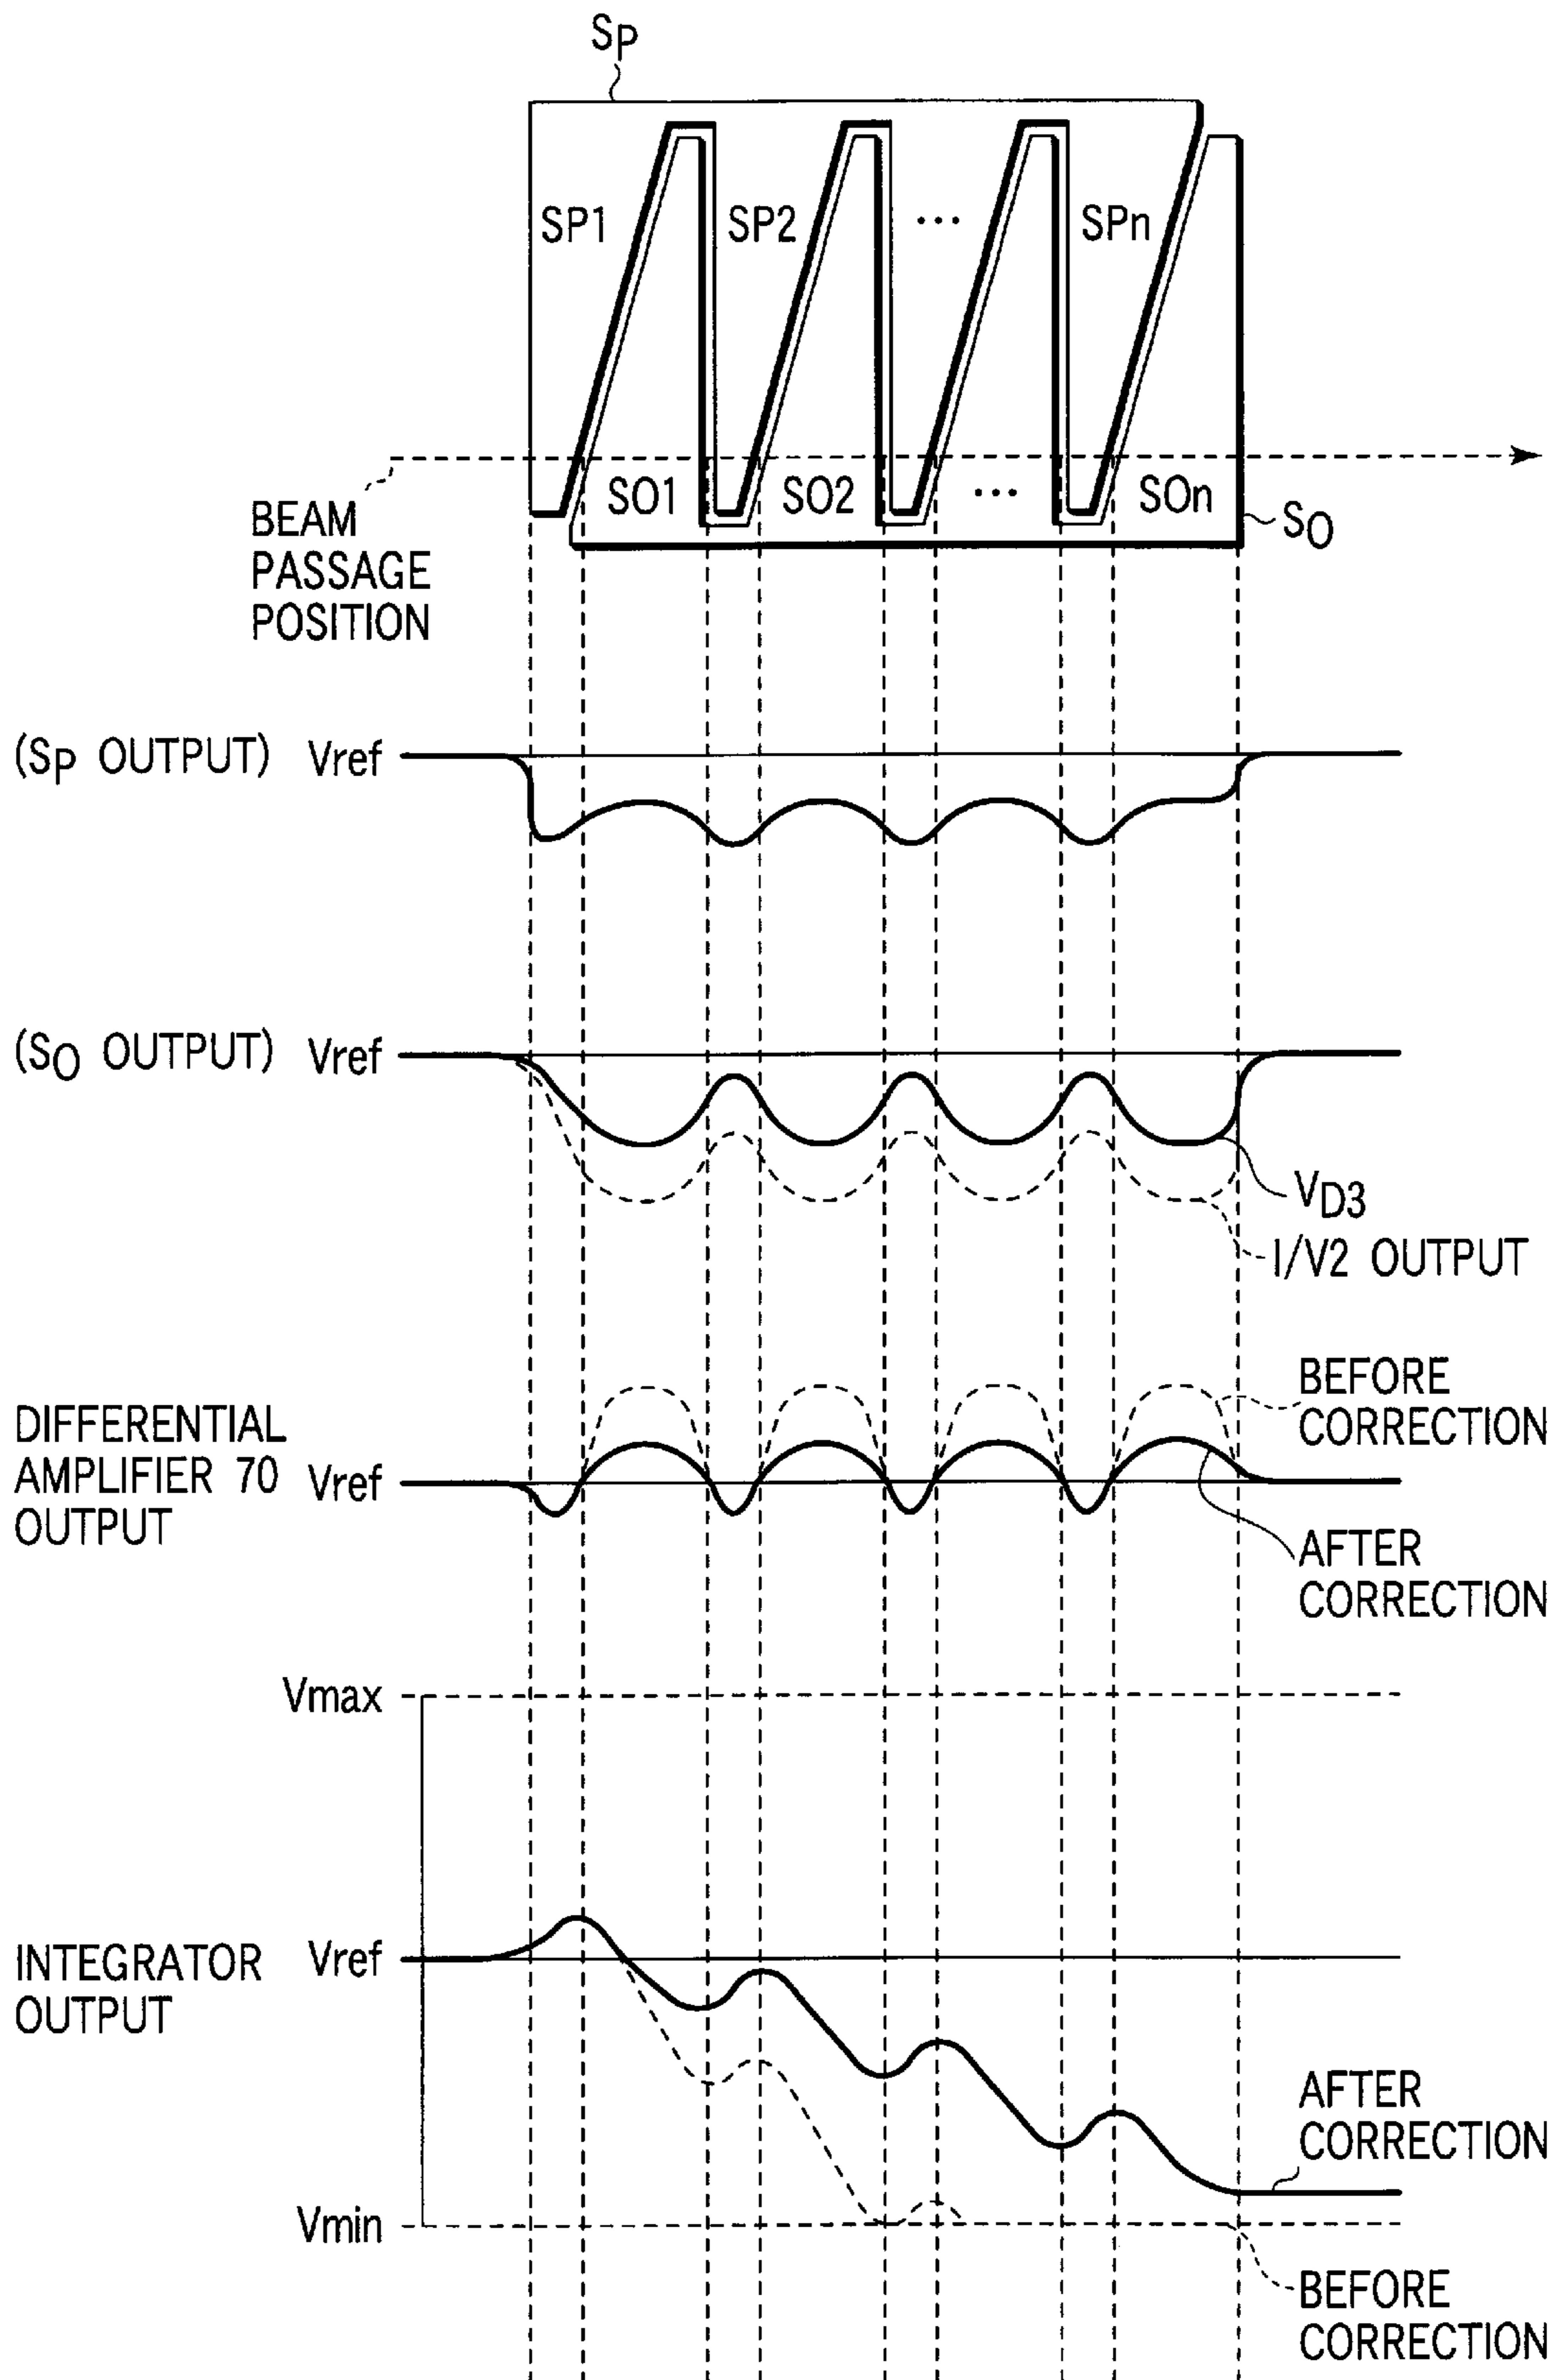 SP
SP1 SP2 ... SPn
SO1 SO2 ... SOn
SO
BEAM
PASSAGE
POSITION
(SP OUTPUT) Vref
(SO OUTPUT) Vref
VD3
I/V2 OUTPUT
BEFORE
CORRECTION
DIFFERENTIAL
AMPLIFIER 70
OUTPUT
Vref
AFTER
CORRECTION
Vmax
INTEGRATOR
OUTPUT
Vref
AFTER
CORRECTION
Vmin
BEFORE
CORRECTION